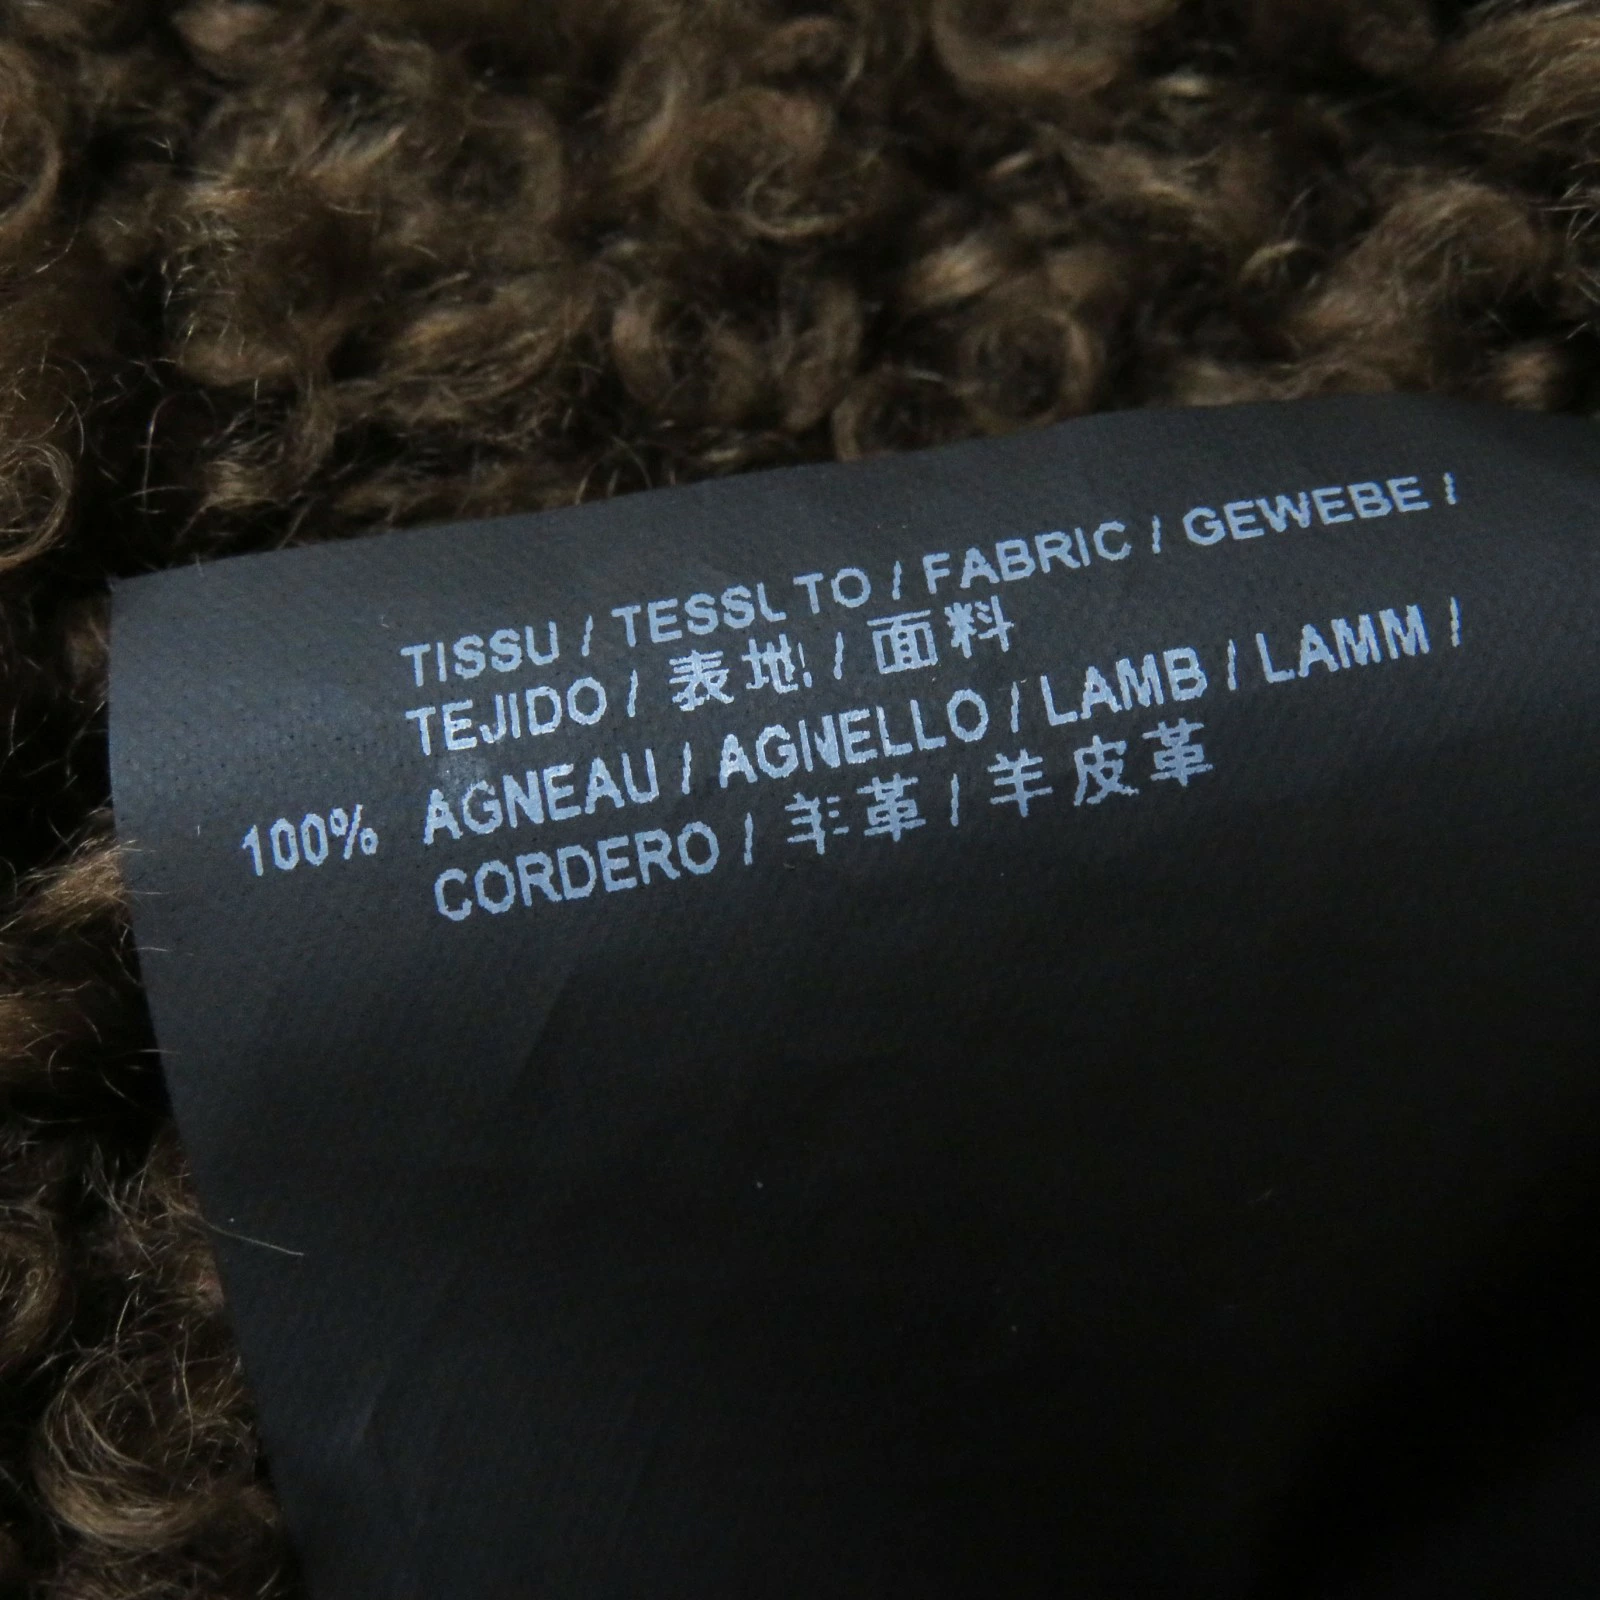 TISSU / TESSUTO / FABRIC / GEWEBE /
TEJIDO / 表地 / 面料
100% AGNEAU / AGNELLO / LAMB / LAMM /
CORDERO / 羊革 / 羊皮革